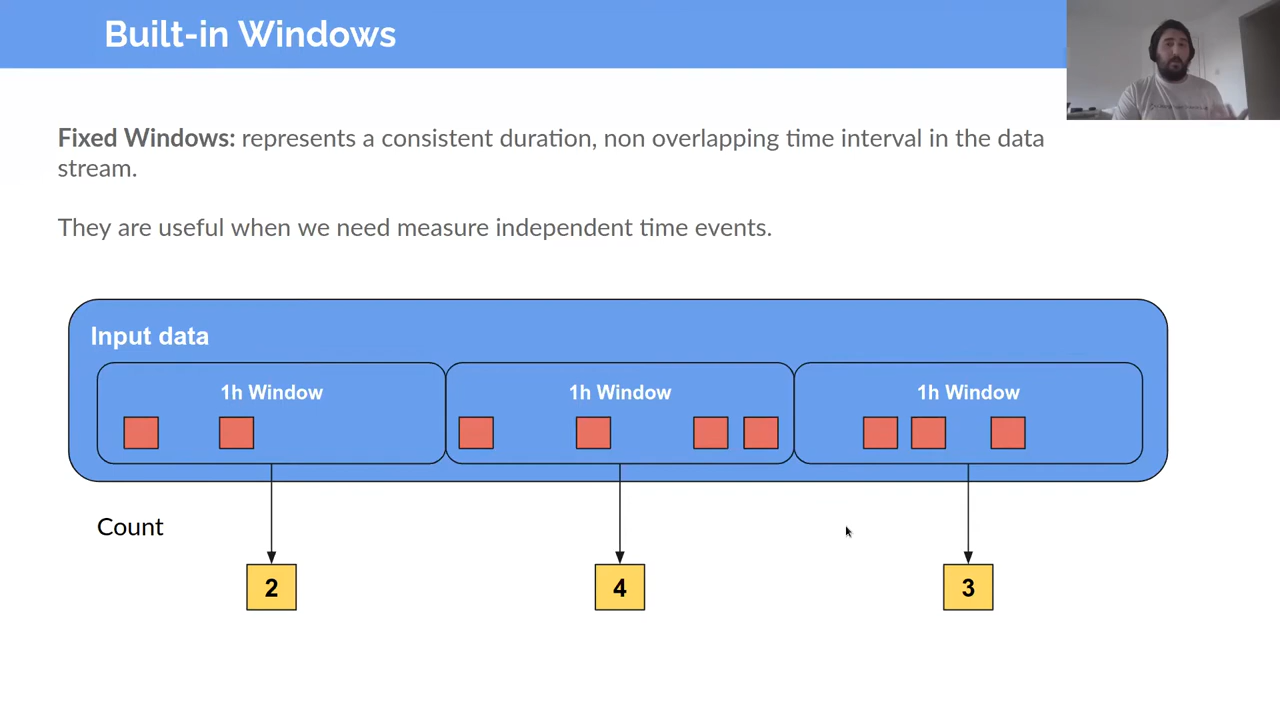 Built-in Windows
Fixed Windows: represents a consistent duration, non overlapping time interval in the data
stream.
They are useful when we need measure independent time events.
Input data
1h Window
1h Window
1h Window
Count
2
4
3